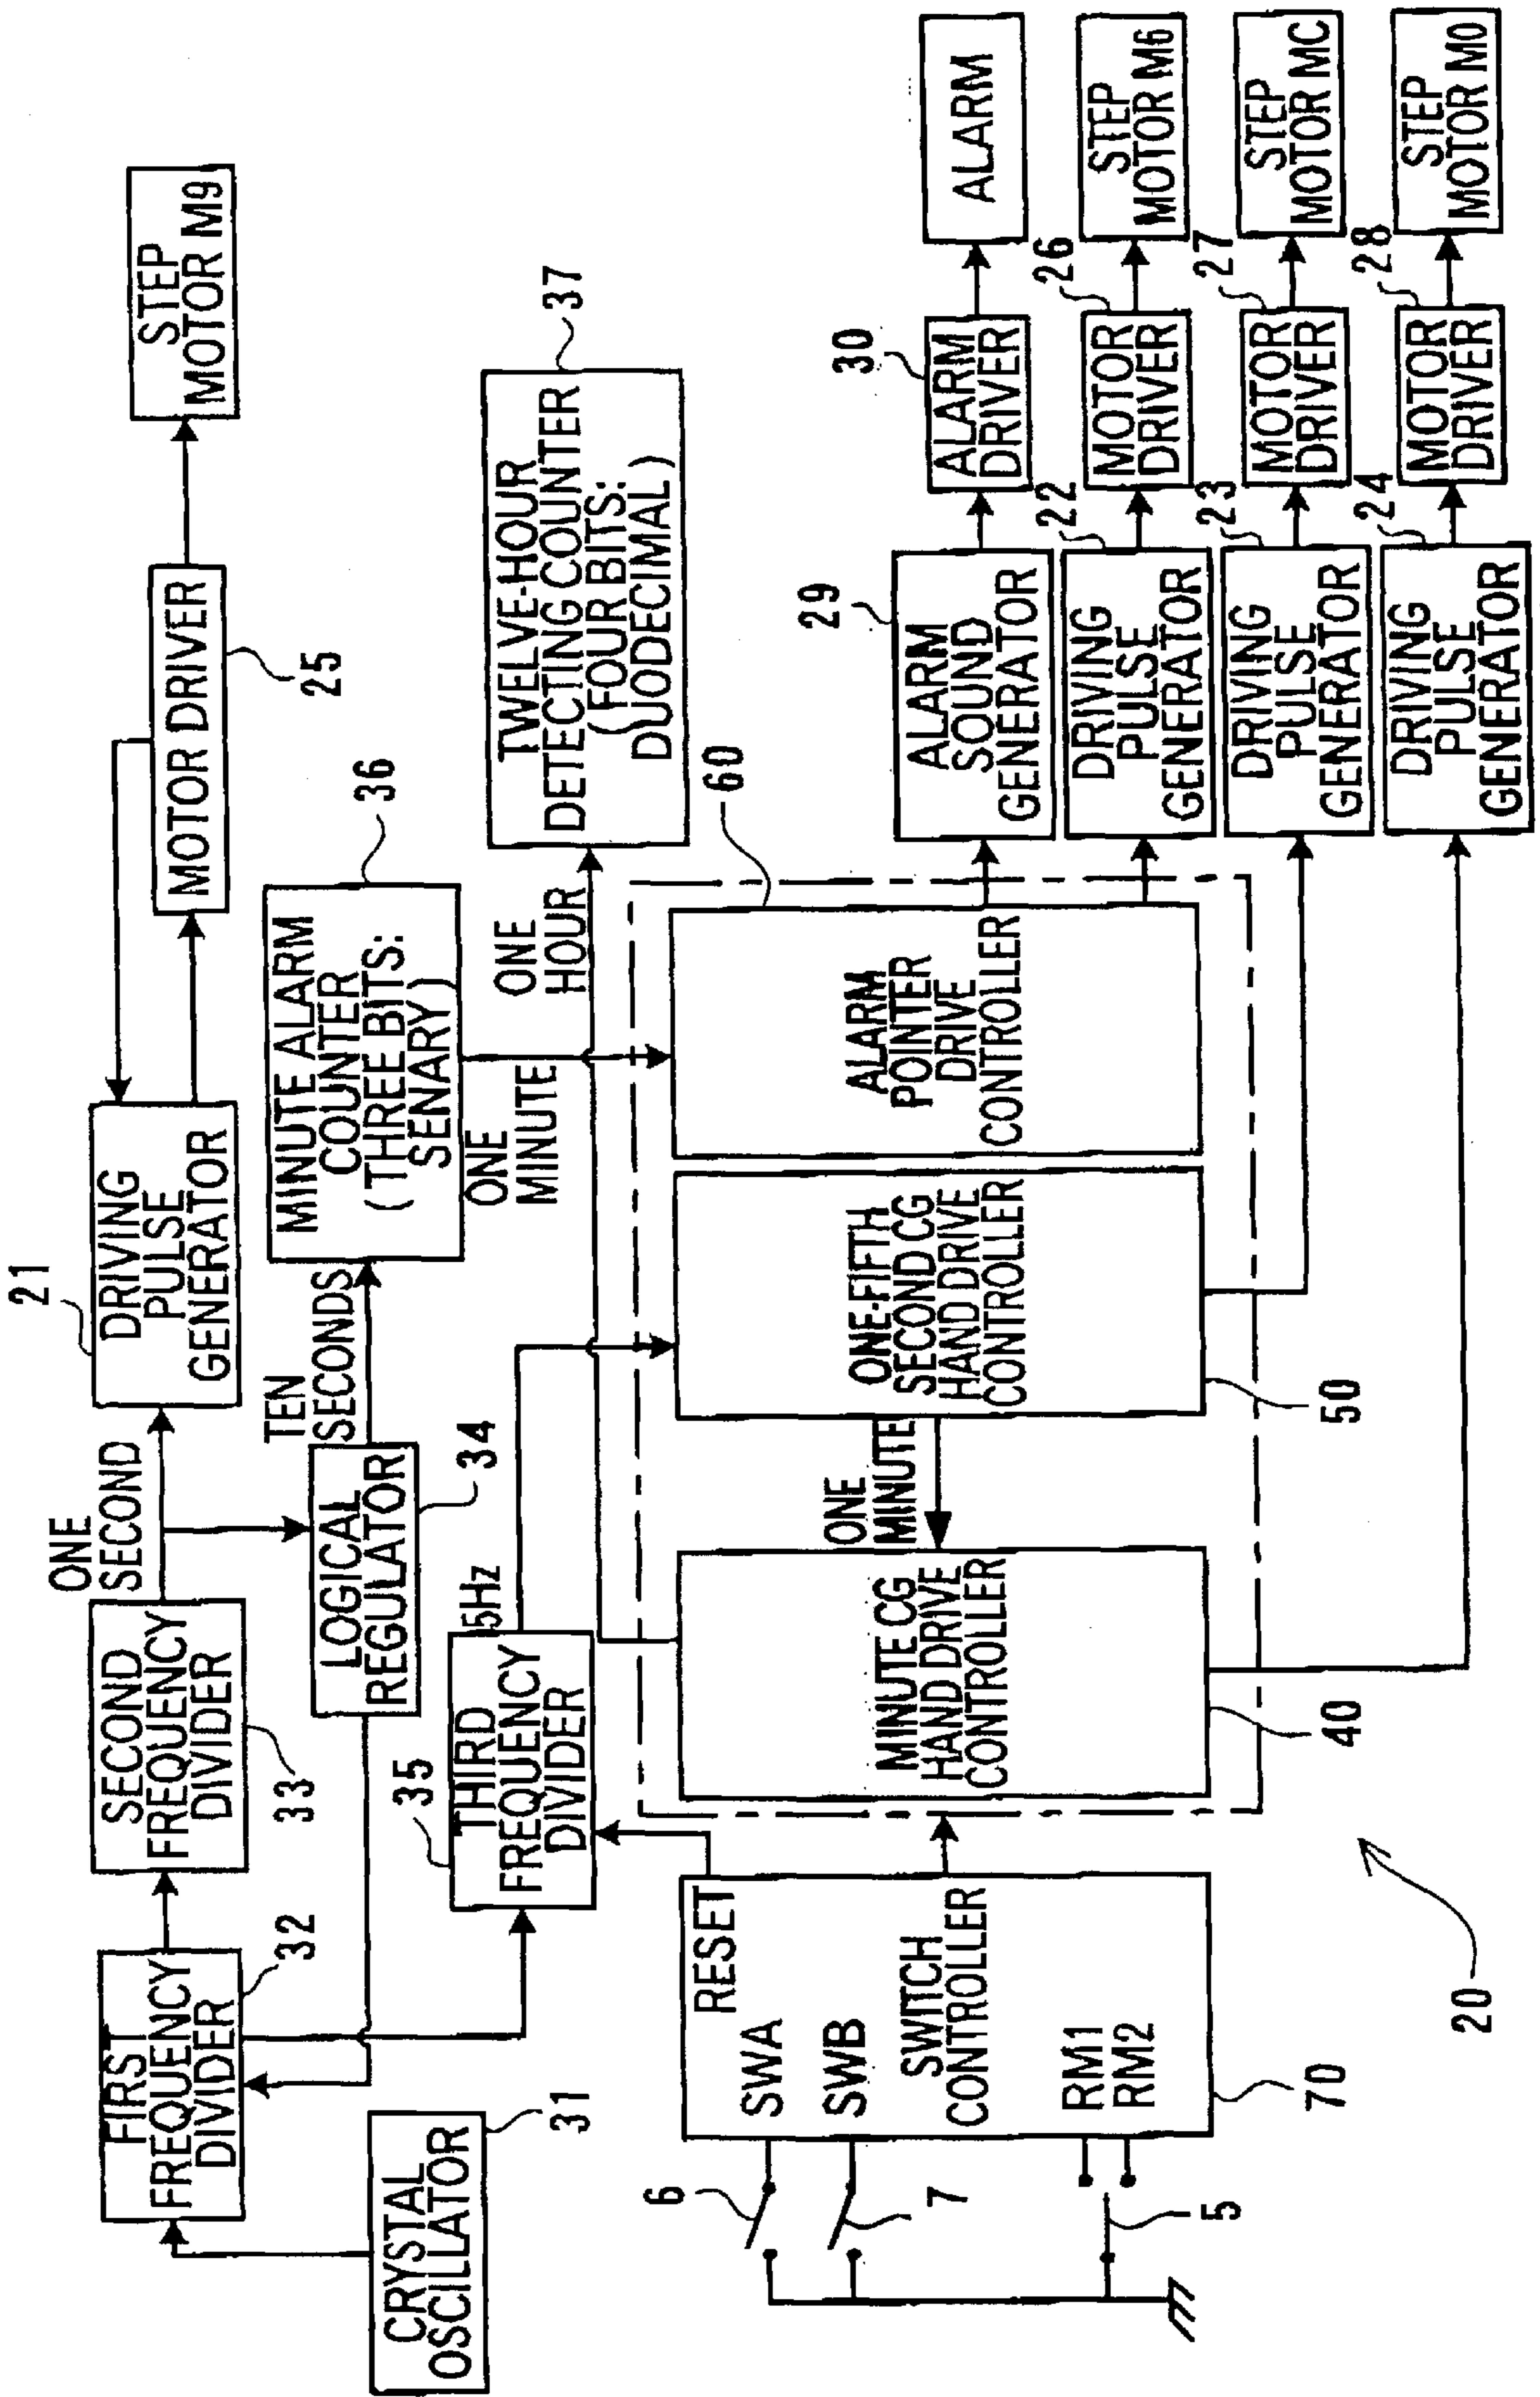 21
25
ONE
SECOND
DRIVING
PULSE
GENERATOR
MOTOR DRIVER
STEP
MOTOR M9
FIRST
FREQUENCY
DIVIDER
32
SECOND
FREQUENCY
DIVIDER
33
TEN
SECONDS
LOGICAL
REGULATOR
34
MINUTE ALARM
COUNTER
(THREE BITS:
SENARY)
36
CRYSTAL
OSCILLATOR
31
35
THIRD
FREQUENCY
DIVIDER
5Hz
ONE
MINUTE
ONE
HOUR
TWELVE-HOUR
DETECTING COUNTER
(FOUR BITS:
DUODECIMAL)
37
6
7
5
RESET
SWA
SWB
SWITCH
CONTROLLER
RM1
RM2
70
MINUTE CG
HAND DRIVE
CONTROLLER
40
ONE
MINUTE
ONE-FIFTH
SECOND CG
HAND DRIVE
CONTROLLER
50
ALARM
POINTER
DRIVE
CONTROLLER
60
29
ALARM
SOUND
GENERATOR
30
ALARM
DRIVER
ALARM
22
DRIVING
PULSE
GENERATOR
26
MOTOR
DRIVER
STEP
MOTOR M6
23
DRIVING
PULSE
GENERATOR
27
MOTOR
DRIVER
STEP
MOTOR MC
24
DRIVING
PULSE
GENERATOR
28
MOTOR
DRIVER
STEP
MOTOR M0
20